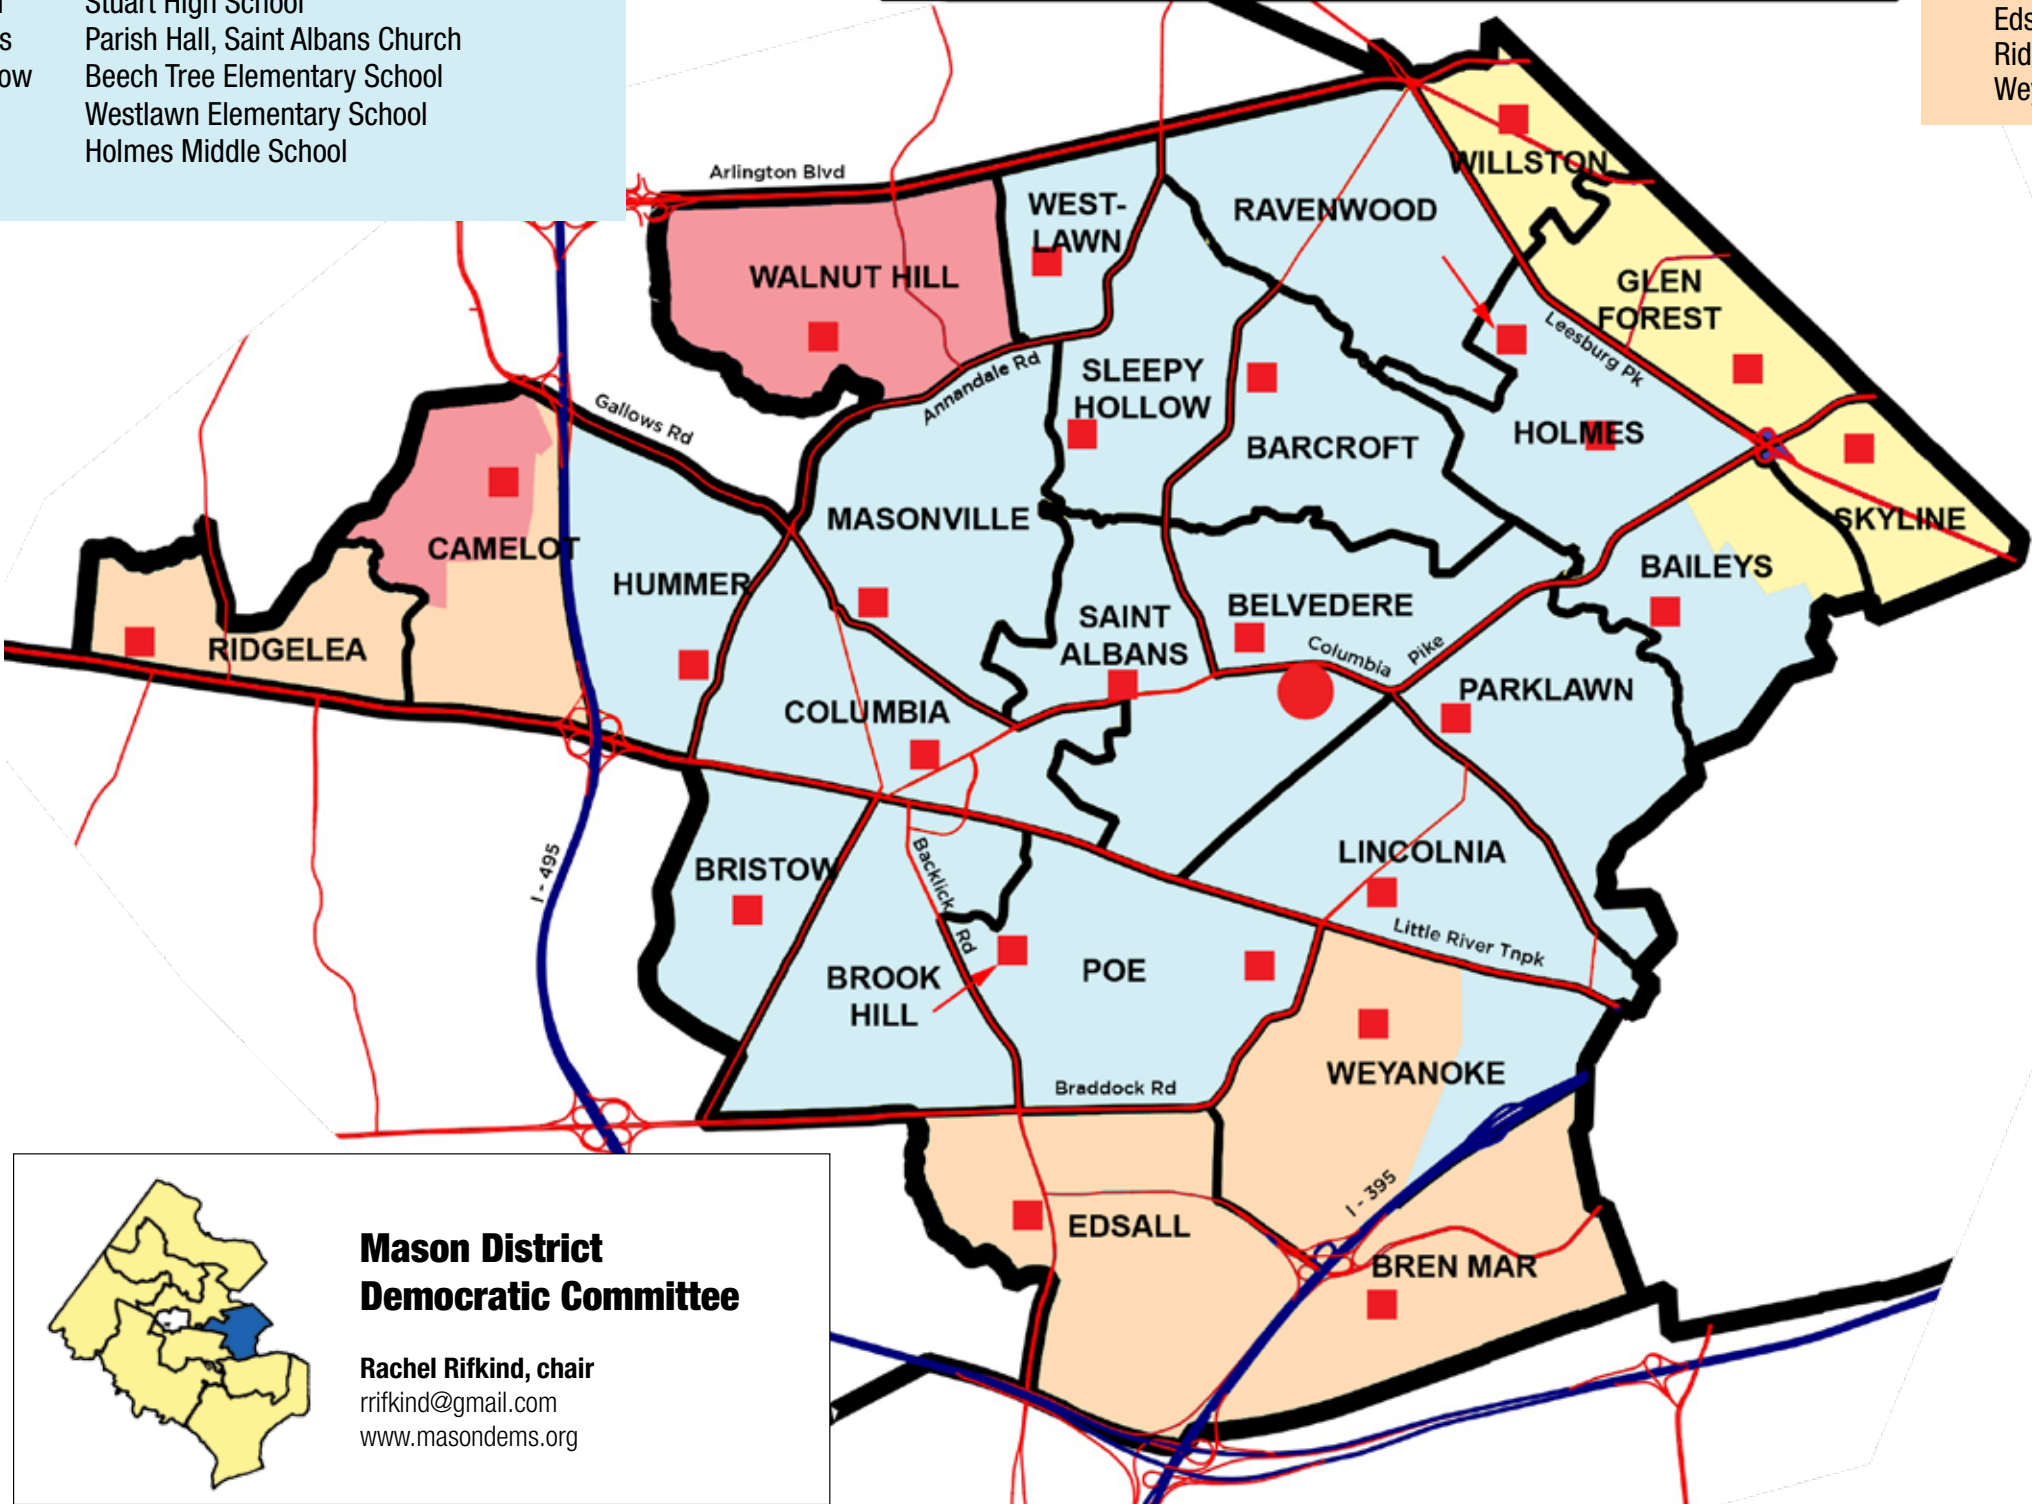 Stuart High School
Parish Hall, Saint Albans Church
Beech Tree Elementary School
Westlawn Elementary School
Holmes Middle School
s
ow
Eds
Rid
Wey
Arlington Blvd
WILLSTON
WEST-
LAWN
RAVENWOOD
WALNUT HILL
GLEN
FOREST
Leesburg Pk
Annandale Rd
SLEEPY
HOLLOW
Gallows Rd
BARCROFT
HOLMES
MASONVILLE
SKYLINE
CAMELOT
BAILEYS
HUMMER
BELVEDERE
SAINT
ALBANS
RIDGELEA
Columbia Pike
PARKLAWN
COLUMBIA
LINCOLNIA
BRISTOW
I - 495
Backlick Rd
Little River Tnpk
BROOK
HILL
POE
WEYANOKE
Braddock Rd
I - 395
EDSALL
BREN MAR
Mason District
Democratic Committee
Rachel Rifkind, chair
rrifkind@gmail.com
www.masondems.org